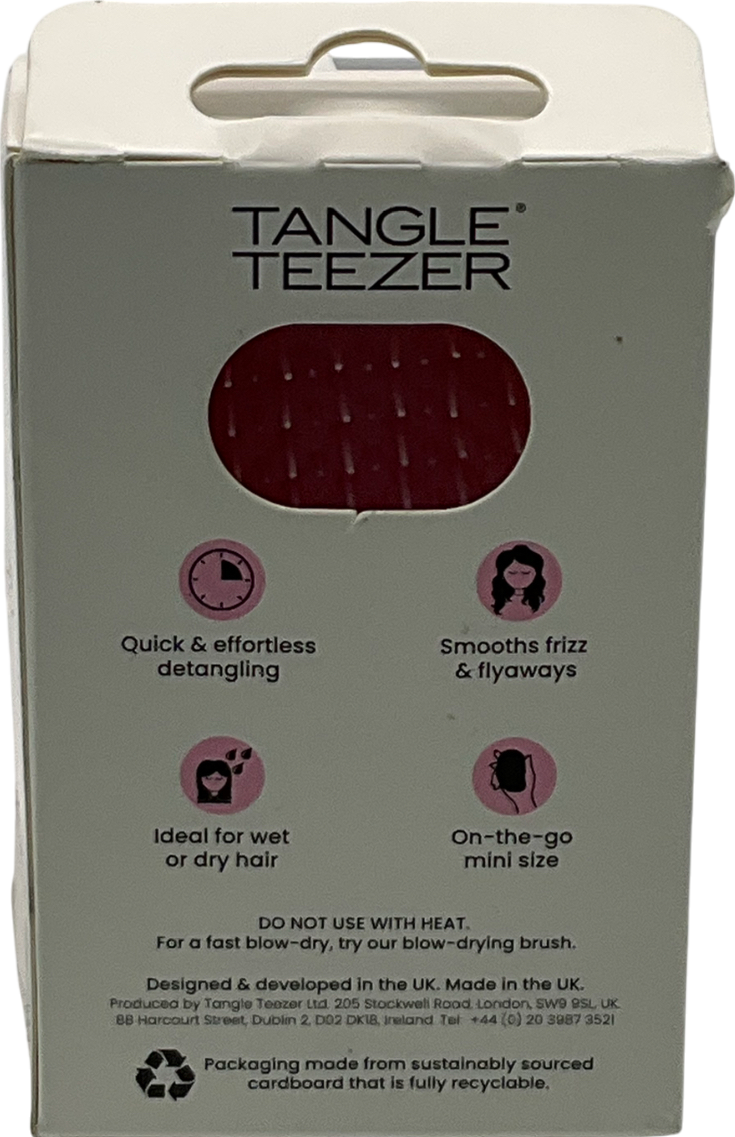 TANGLE®
TEEZER
Quick & effortless
detangling
Smooths frizz
& flyaways
Ideal for wet
or dry hair
On-the-go
mini size
DO NOT USE WITH HEAT.
For a fast blow-dry, try our blow-drying brush.
Designed & developed in the UK. Made in the UK.
Produced by Tangle Teezer Ltd. 205 Stockwell Road, London, SW9 9SL, UK.
88 Harcourt Street, Dublin 2, D02 DK18, Ireland. Tel: +44 (0) 20 3987 3521
Packaging made from sustainably sourced
cardboard that is fully recyclable.